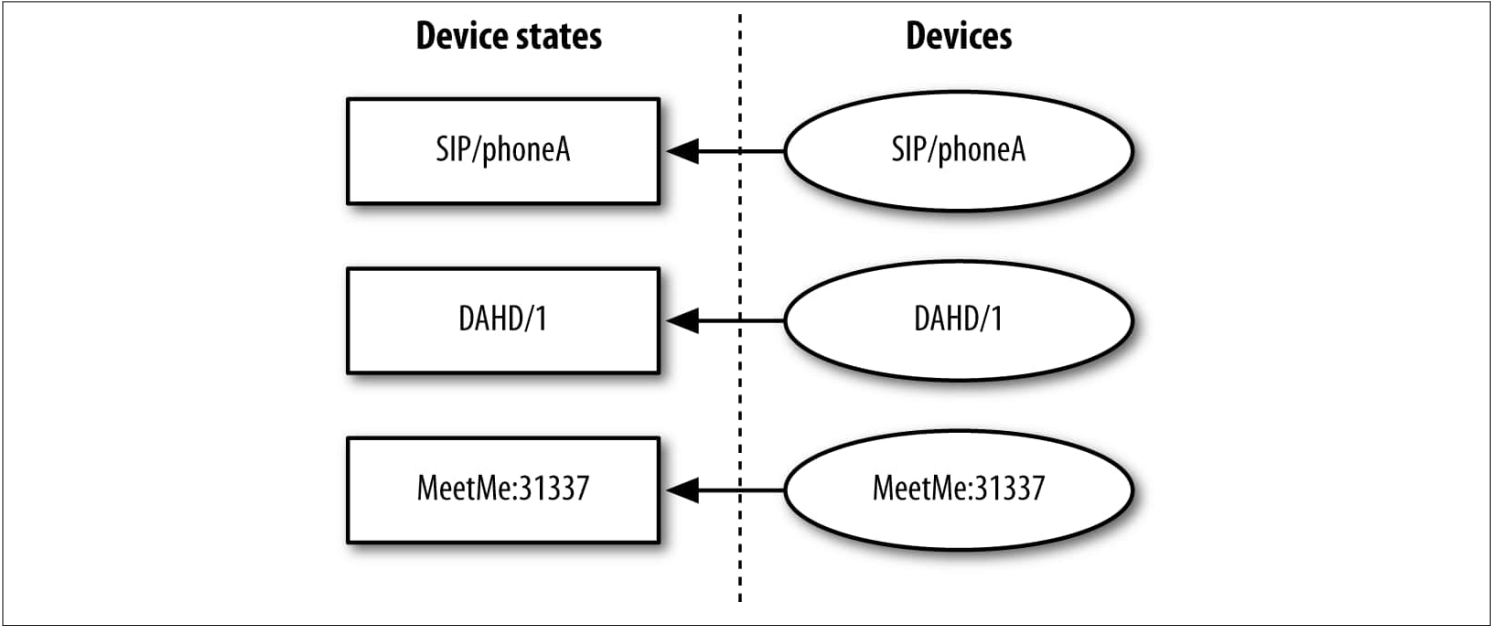 Device states
Devices
SIP/phoneA
SIP/phoneA
DAHD/1
DAHD/1
MeetMe:31337
MeetMe:31337